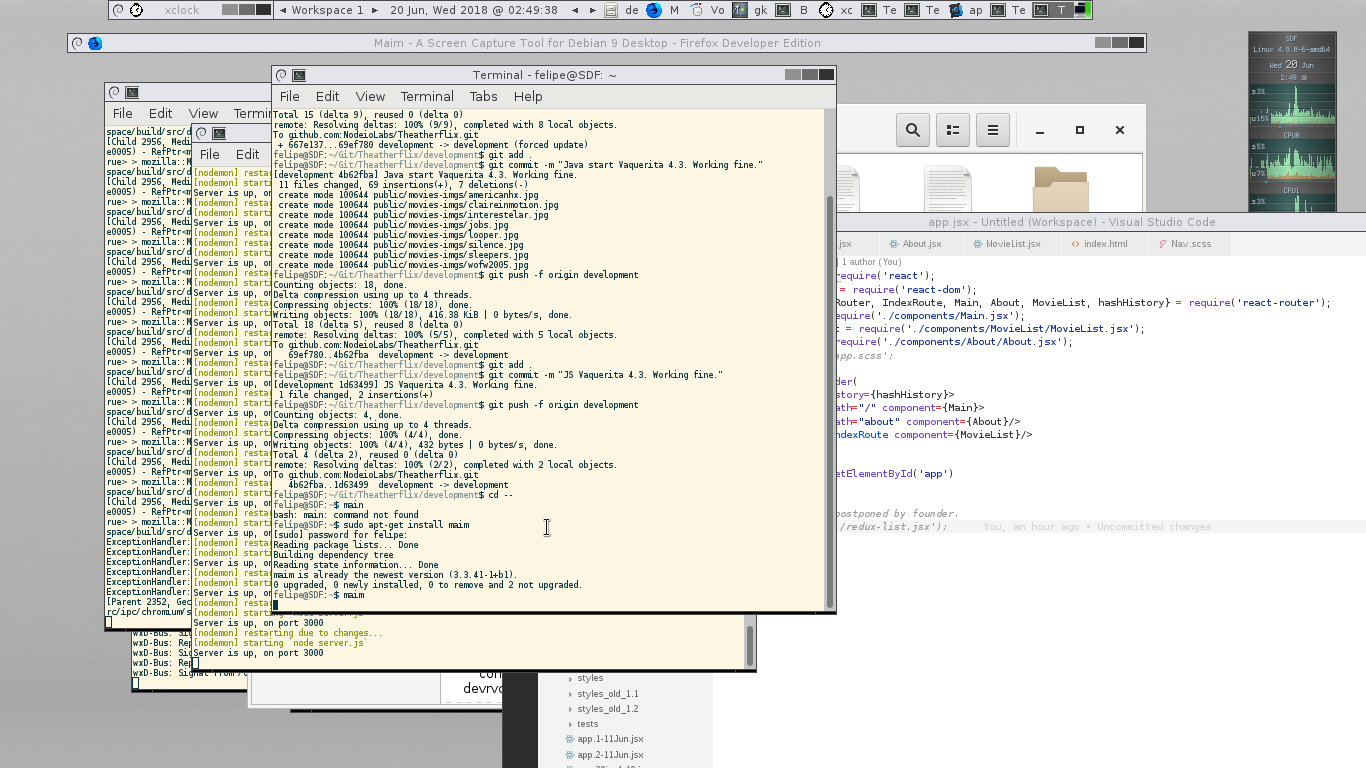 xclock
Workspace 1
20 Jun, Wed 2018 @ 02:49:38
de
M
Vo
gk
B
xc
Te
Te
ap
Te
T
Maim - A Screen Capture Tool for Debian 9 Desktop - Firefox Developer Edition
SDF
Linux 4.9.0-6-amd64
Wed 20 Jun
2:49 38
CPU0
CPU1
Terminal - felipe@SDF: ~
File Edit View Terminal Tabs Help
Total 15 (delta 9), reused 0 (delta 0)
remote: Resolving deltas: 100% (9/9), completed with 8 local objects.
To github.com:NodeioLabs/Theatherflix.git
+ 667e137...69ef780 development -> development (forced update)
felipe@SDF:~/Git/Theatherflix/development$ git add .
felipe@SDF:~/Git/Theatherflix/development$ git commit -m "Java start Vaquerita 4.3. Working fine."
[development 4b62fba] Java start Vaquerita 4.3. Working fine.
11 files changed, 69 insertions(+), 7 deletions(-)
create mode 100644 public/movies-imgs/americanhx.jpg
create mode 100644 public/movies-imgs/claireinmotion.jpg
create mode 100644 public/movies-imgs/interestelar.jpg
create mode 100644 public/movies-imgs/jobs.jpg
create mode 100644 public/movies-imgs/looper.jpg
create mode 100644 public/movies-imgs/silence.jpg
create mode 100644 public/movies-imgs/sleepers.jpg
create mode 100644 public/movies-imgs/wofw2005.jpg
felipe@SDF:~/Git/Theatherflix/development$ git push -f origin development
Counting objects: 18, done.
Delta compression using up to 4 threads.
Compressing objects: 100% (18/18), done.
Writing objects: 100% (18/18), 416.38 KiB | 0 bytes/s, done.
Total 18 (delta 5), reused 8 (delta 0)
remote: Resolving deltas: 100% (5/5), completed with 5 local objects.
To github.com:NodeioLabs/Theatherflix.git
69ef780..4b62fba development -> development
felipe@SDF:~/Git/Theatherflix/development$ git add .
felipe@SDF:~/Git/Theatherflix/development$ git commit -m "JS Vaquerita 4.3. Working fine."
[development 1d63499] JS Vaquerita 4.3. Working fine.
1 file changed, 2 insertions(+)
felipe@SDF:~/Git/Theatherflix/development$ git push -f origin development
Counting objects: 4, done.
Delta compression using up to 4 threads.
Compressing objects: 100% (4/4), done.
Writing objects: 100% (4/4), 432 bytes | 0 bytes/s, done.
Total 4 (delta 2), reused 0 (delta 0)
remote: Resolving deltas: 100% (2/2), completed with 2 local objects.
To github.com:NodeioLabs/Theatherflix.git
4b62fba..1d63499 development -> development
felipe@SDF:~/Git/Theatherflix/development$ cd --
felipe@SDF:~$ main
bash: main: command not found
felipe@SDF:~$ sudo apt-get install maim
[sudo] password for felipe:
Reading package lists... Done
Building dependency tree
Reading state information... Done
maim is already the newest version (3.3.41-1+b1).
0 upgraded, 0 newly installed, 0 to remove and 2 not upgraded.
felipe@SDF:~$ maim
File Edit View
File Edit
Server is up, on port 3000
[nodemon] restarting due to changes...
[nodemon] starting `node server.js`
Server is up, on port 3000
app.jsx - Untitled (Workspace) - Visual Studio Code
.jsx
About.jsx
MovieList.jsx
index.html
Nav.scss
1 author (You)
require('react');
= require('react-dom');
Router, IndexRoute, Main, About, MovieList, hashHistory} = require('react-router');
require('./components/Main.jsx');
= require('./components/MovieList/MovieList.jsx');
require('./components/About/About.jsx');
app.scss';
der(
story={hashHistory}>
ath="/" component={Main}>
ath="about" component={About}/>
ndexRoute component={MovieList}/>
etElementById('app')
ostponed by founder.
/redux-list.jsx'); You, an hour ago • Uncommitted changes
styles
styles_old_1.1
styles_old_1.2
tests
app.1-11Jun.jsx
app.2-11Jun.jsx